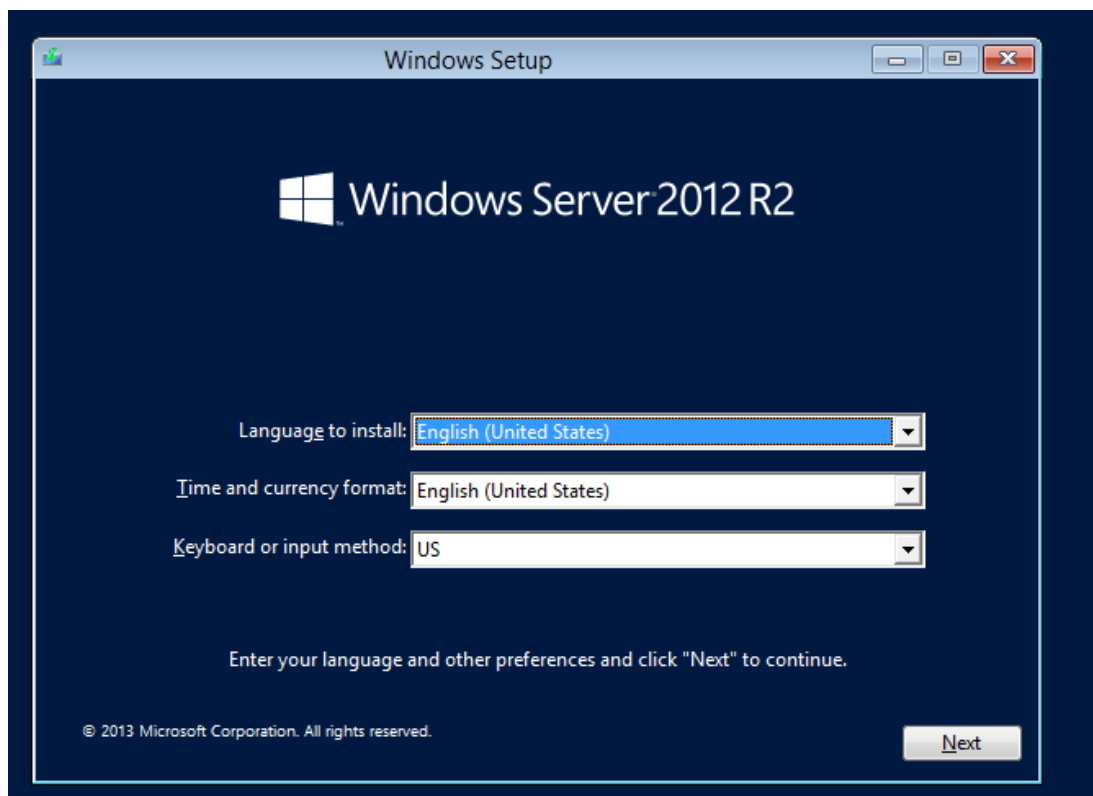 Windows Setup
Windows Server 2012 R2
Language to install: English (United States)
Time and currency format: English (United States)
Keyboard or input method: US
Enter your language and other preferences and click "Next" to continue.
© 2013 Microsoft Corporation. All rights reserved.
Next